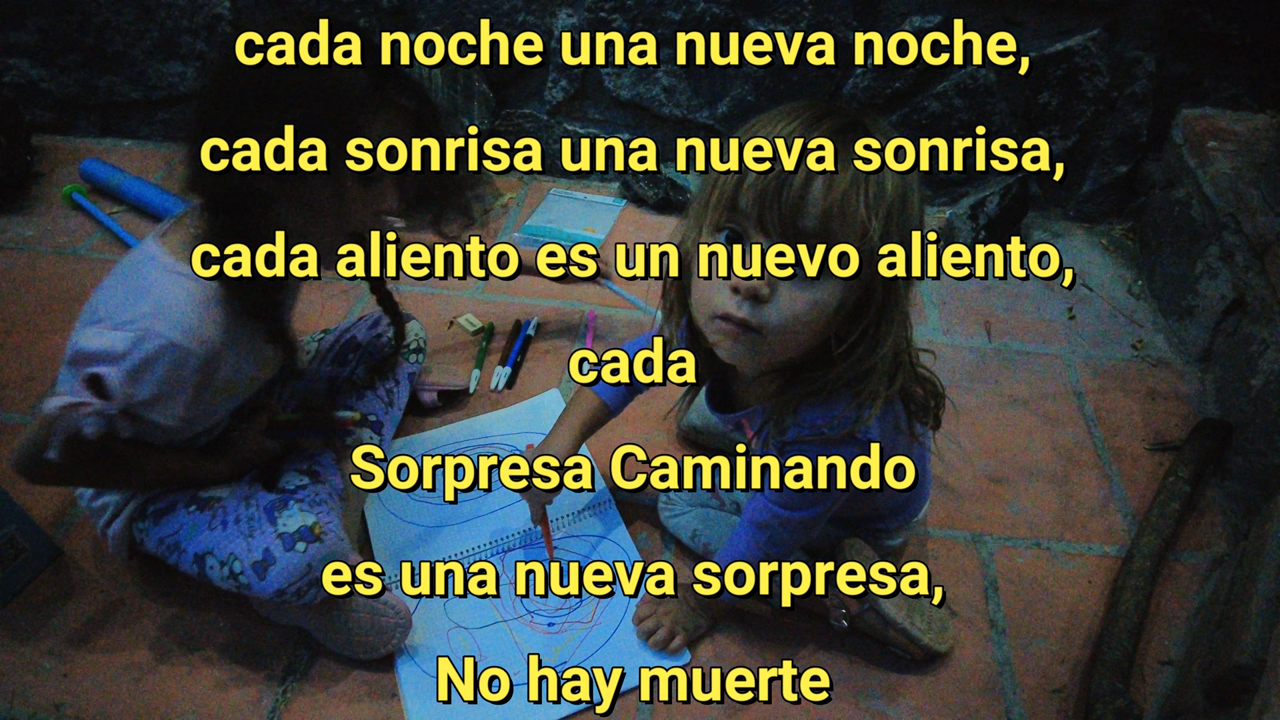 cada noche una nueva noche,
cada sonrisa una nueva sonrisa,
cada aliento es un nuevo aliento,
cada
Sorpresa Caminando
es una nueva sorpresa,
No hay muerte